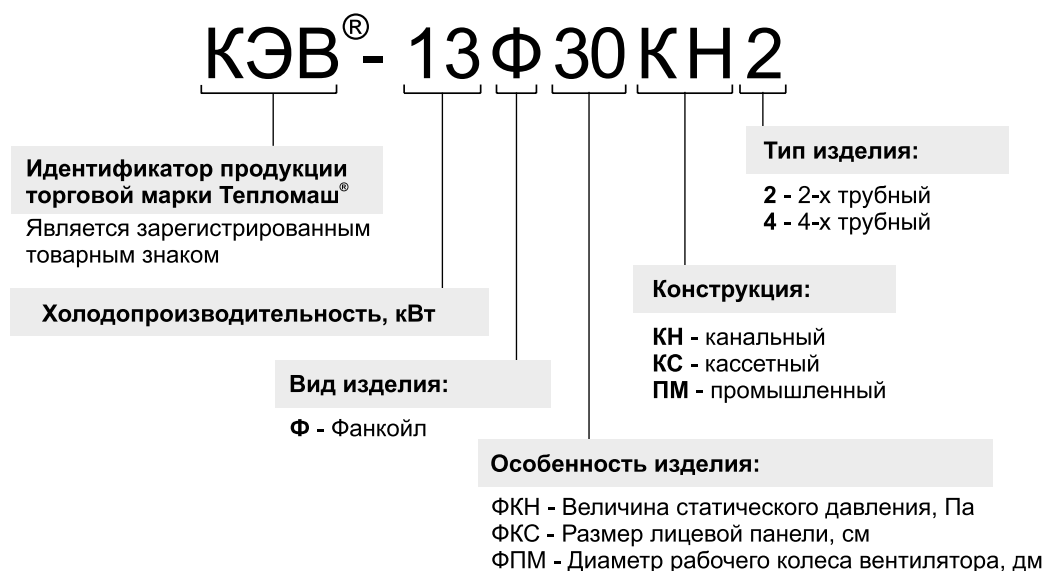 КЭВ®- 13Ф30КН2
Идентификатор продукции
торговой марки Тепломаш®
Является зарегистрированным
товарным знаком
Холодопроизводительность, кВт
Вид изделия:
Ф - Фанкойл
Особенность изделия:
ФКН - Величина статического давления, Па
ФКС - Размер лицевой панели, см
ФПМ - Диаметр рабочего колеса вентилятора, дм
Конструкция:
КН - канальный
КС - кассетный
ПМ - промышленный
Тип изделия:
2 - 2-х трубный
4 - 4-х трубный